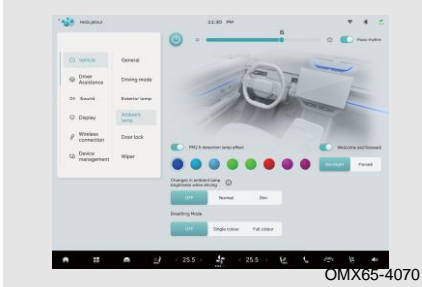 Hello,jetour
11:30 PM
15
Music rhythm
Vehicle
General
Driver
Assistance
Driving mode
Sound
Exterior lamp
Display
Ambient
lamp
Wireless
connection
Door lock
Device
management
Wiper
PM2.5 detection lamp effect
Welcome and farewell
Changes in ambient lamp
brightness while driving
OFF Normal Dim
Breathing Mode
OFF Single colour Full colour
25.5
25.5
OMX65-4070